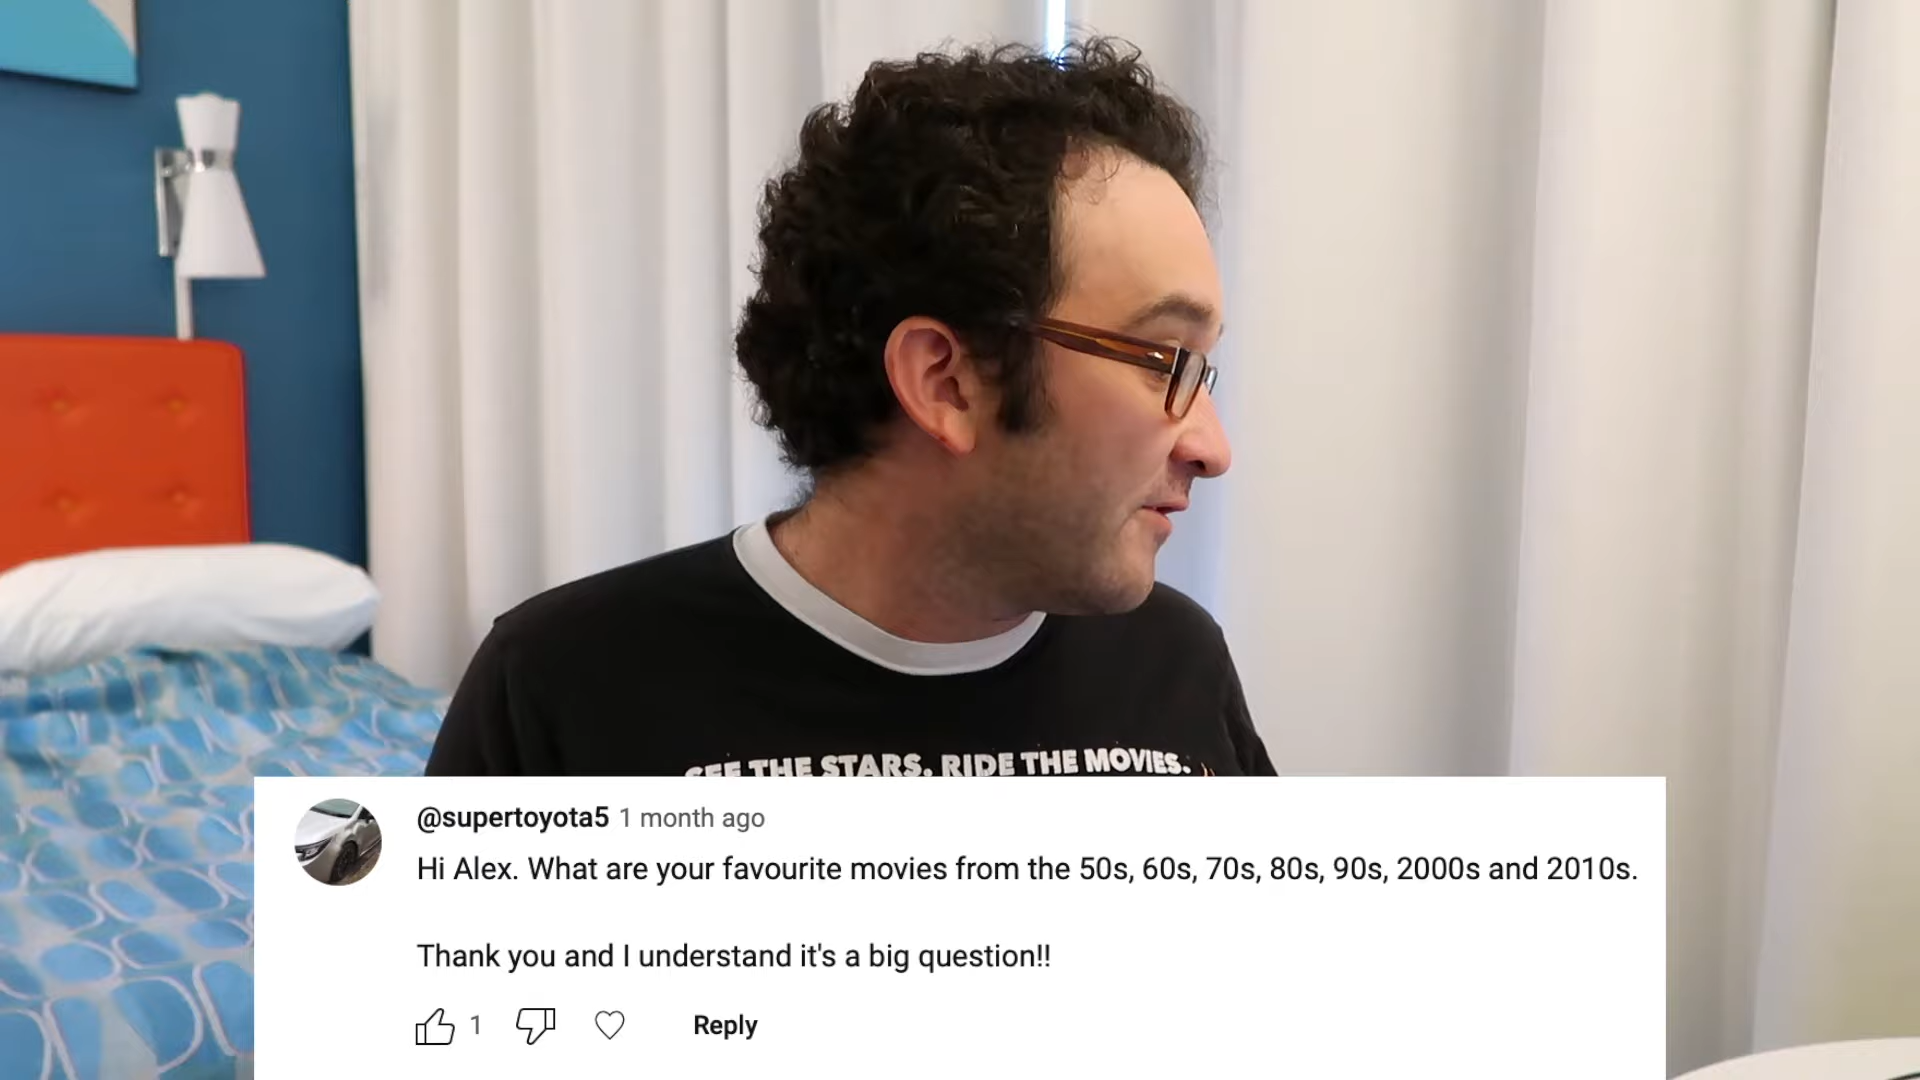 SEE THE STARS. RIDE THE MOVIES.
@supertoyota5 1 month ago
Hi Alex. What are your favourite movies from the 50s, 60s, 70s, 80s, 90s, 2000s and 2010s.
Thank you and I understand it's a big question!!
1 Reply